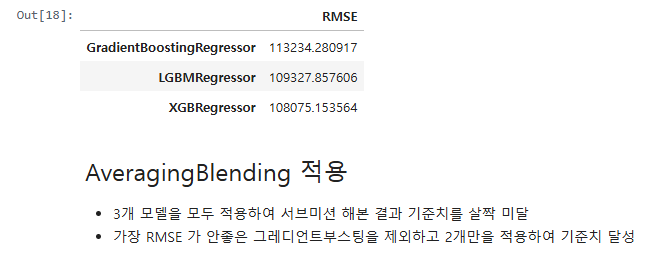 Out[18]:
RMSE
GradientBoostingRegressor 113234.280917
LGBMRegressor 109327.857606
XGBRegressor 108075.153564
AveragingBlending 적용
• 3개 모델을 모두 적용하여 서브미션 해본 결과 기준치를 살짝 미달
• 가장 RMSE 가 안좋은 그레디언트부스팅을 제외하고 2개만을 적용하여 기준치 달성